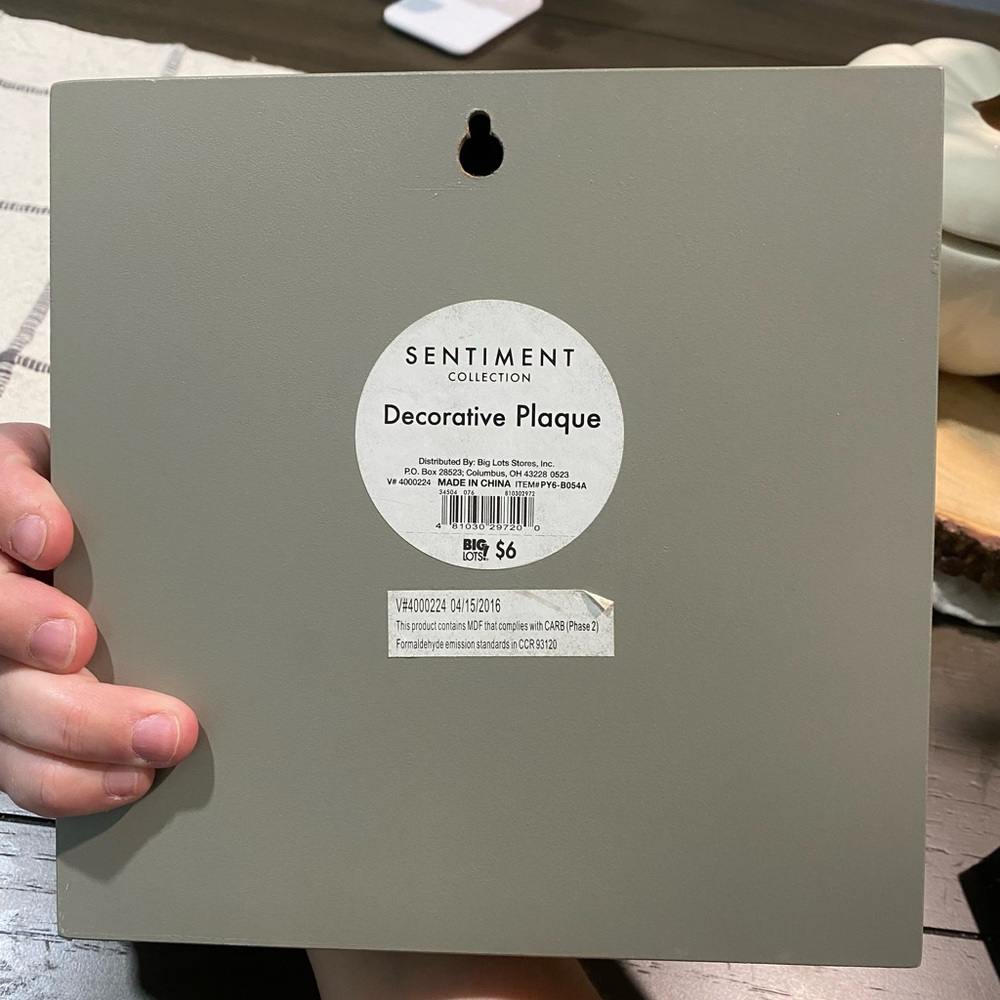 SENTIMENT
COLLECTION
Decorative Plaque
Distributed By: Big Lots Stores, Inc.
P.O. Box 28523; Columbus, OH 43228 0523
V# 4000224 MADE IN CHINA ITEM#PY6-B054A
34504 076 810302972
4 81030 29720 0
BIG LOTS! $6
V#4000224 04/15/2016
This product contains MDF that complies with CARB (Phase 2)
Formaldehyde emission standards in CCR 93120